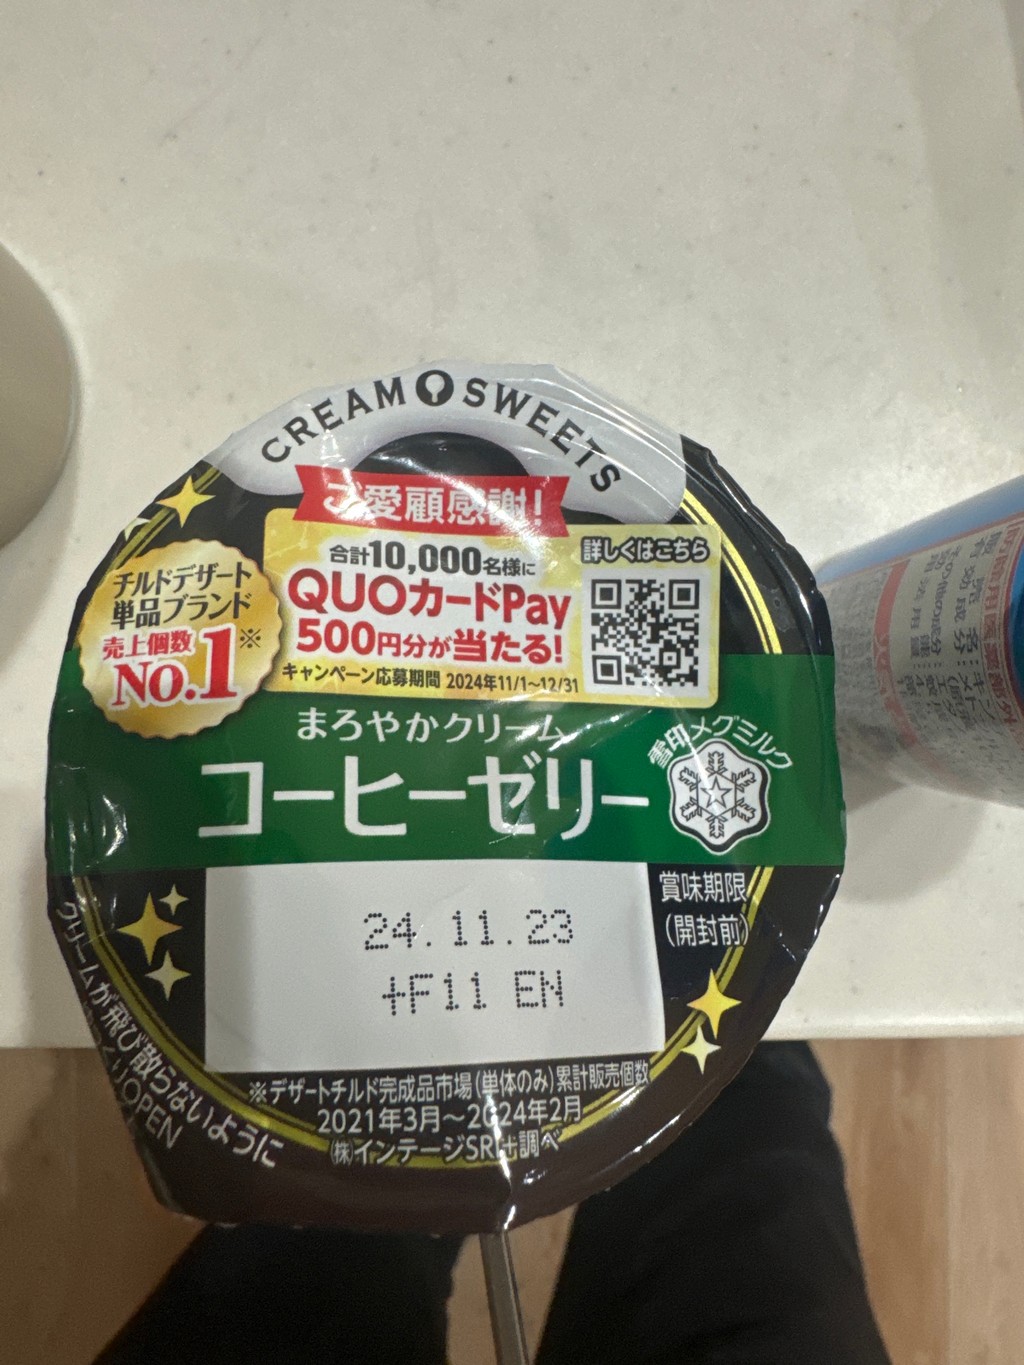 CREAM SWEETS
ご愛顧感謝!
合計10,000名様に
QUOカードPay
500円分が当たる!
キャンペーン応募期間 2024年11/1~12/31
詳しくはこちら
チルドデザート
単品ブランド
売上個数
No.1※
まろやかクリーム
コーヒーゼリー
雪印メグミルク
賞味期限
(開封前)
24.11.23
+F11 EN
クリームが飛び散らないように
OPEN
※デザートチルド完成品市場(単体のみ)累計販売個数
2021年3月~2024年2月
㈱インテージSRI+調べ